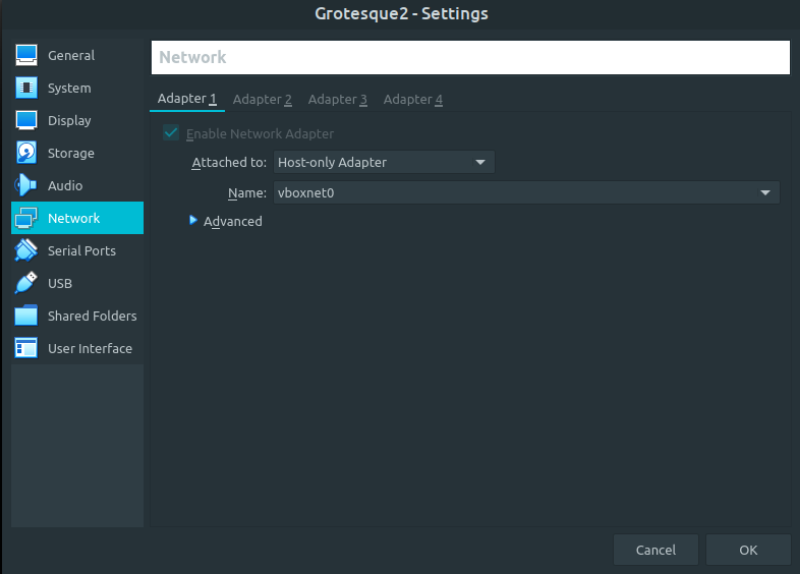 Grotesque2 - Settings
General
System
Display
Storage
Audio
Network
Serial Ports
USB
Shared Folders
User Interface
Network
Adapter 1 Adapter 2 Adapter 3 Adapter 4
Enable Network Adapter
Attached to: Host-only Adapter
Name: vboxnet0
Advanced
Cancel OK